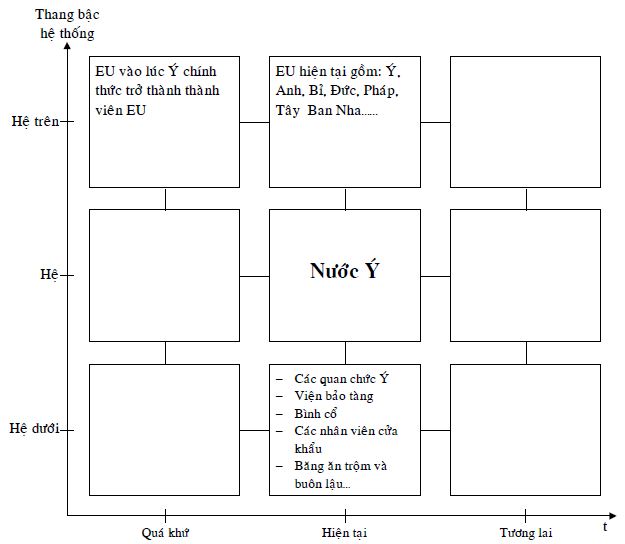 Thang bậc
hệ thống
EU vào lúc Ý chính
thức trở thành thành
viên EU
EU hiện tại gồm: Ý,
Anh, Bỉ, Đức, Pháp,
Tây Ban Nha......
Hệ trên
Hệ
Nước Ý
Hệ dưới
– Các quan chức Ý
– Viện bảo tàng
– Bình cổ
– Các nhân viên cửa
khẩu
– Băng ăn trộm và
buôn lậu...
Quá khứ
Hiện tại
Tương lai
t